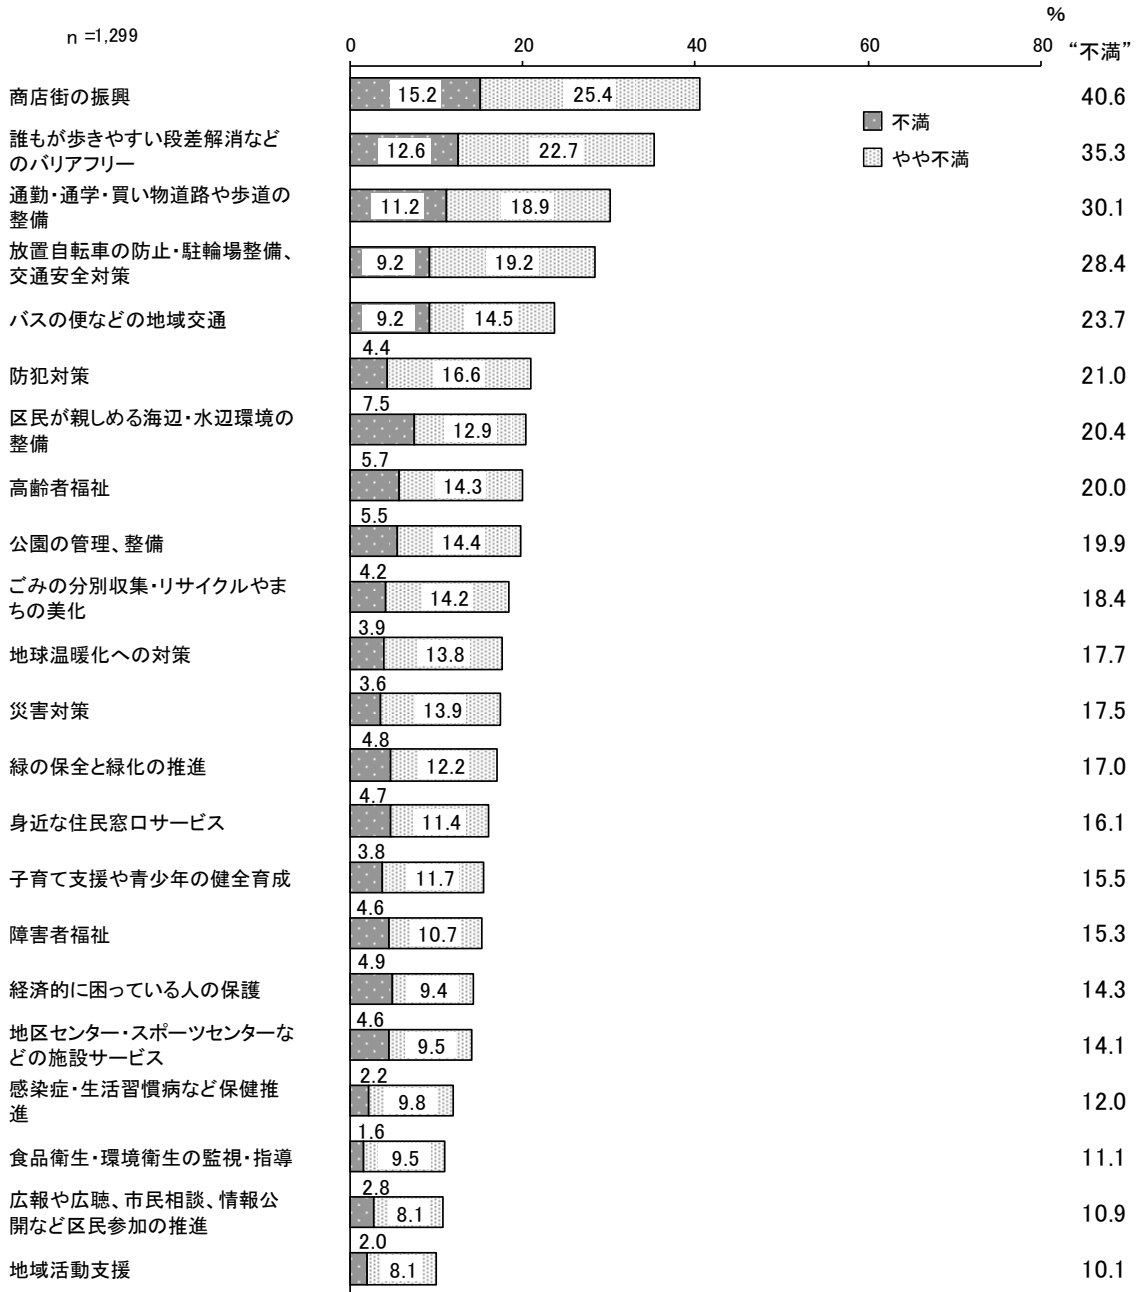 %
n =1,299
0 20 40 60 80 “不満”
商店街の振興 15.2 25.4 40.6
不満
やや不満
誰もが歩きやすい段差解消など
のバリアフリー 12.6 22.7 35.3
通勤・通学・買い物道路や歩道の
整備 11.2 18.9 30.1
放置自転車の防止・駐輪場整備、
交通安全対策 9.2 19.2 28.4
バスの便などの地域交通 9.2 14.5 23.7
4.4
防犯対策 16.6 21.0
7.5
区民が親しめる海辺・水辺環境の
整備 12.9 20.4
5.7
高齢者福祉 14.3 20.0
5.5
公園の管理、整備 14.4 19.9
4.2
ごみの分別収集・リサイクルやま
ちの美化 14.2 18.4
3.9
地球温暖化への対策 13.8 17.7
3.6
災害対策 13.9 17.5
4.8
緑の保全と緑化の推進 12.2 17.0
4.7
身近な住民窓口サービス 11.4 16.1
3.8
子育て支援や青少年の健全育成 11.7 15.5
4.6
障害者福祉 10.7 15.3
4.9
経済的に困っている人の保護 9.4 14.3
4.6
地区センター・スポーツセンターな
どの施設サービス 9.5 14.1
2.2
感染症・生活習慣病など保健推
進 9.8 12.0
1.6
食品衛生・環境衛生の監視・指導 9.5 11.1
2.8
広報や広聴、市民相談、情報公
開など区民参加の推進 8.1 10.9
2.0
地域活動支援 8.1 10.1